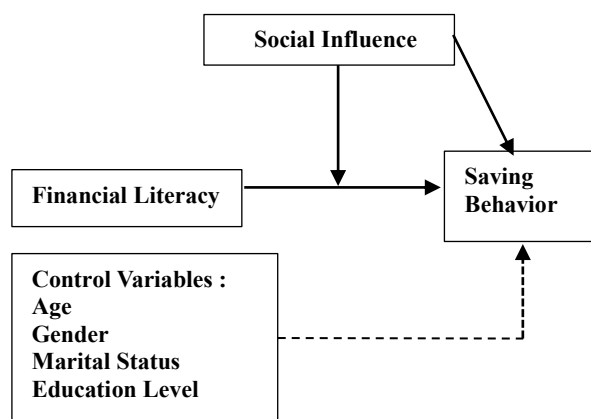 Social Influence
Financial Literacy
Saving
Behavior
Control Variables :
Age
Gender
Marital Status
Education Level